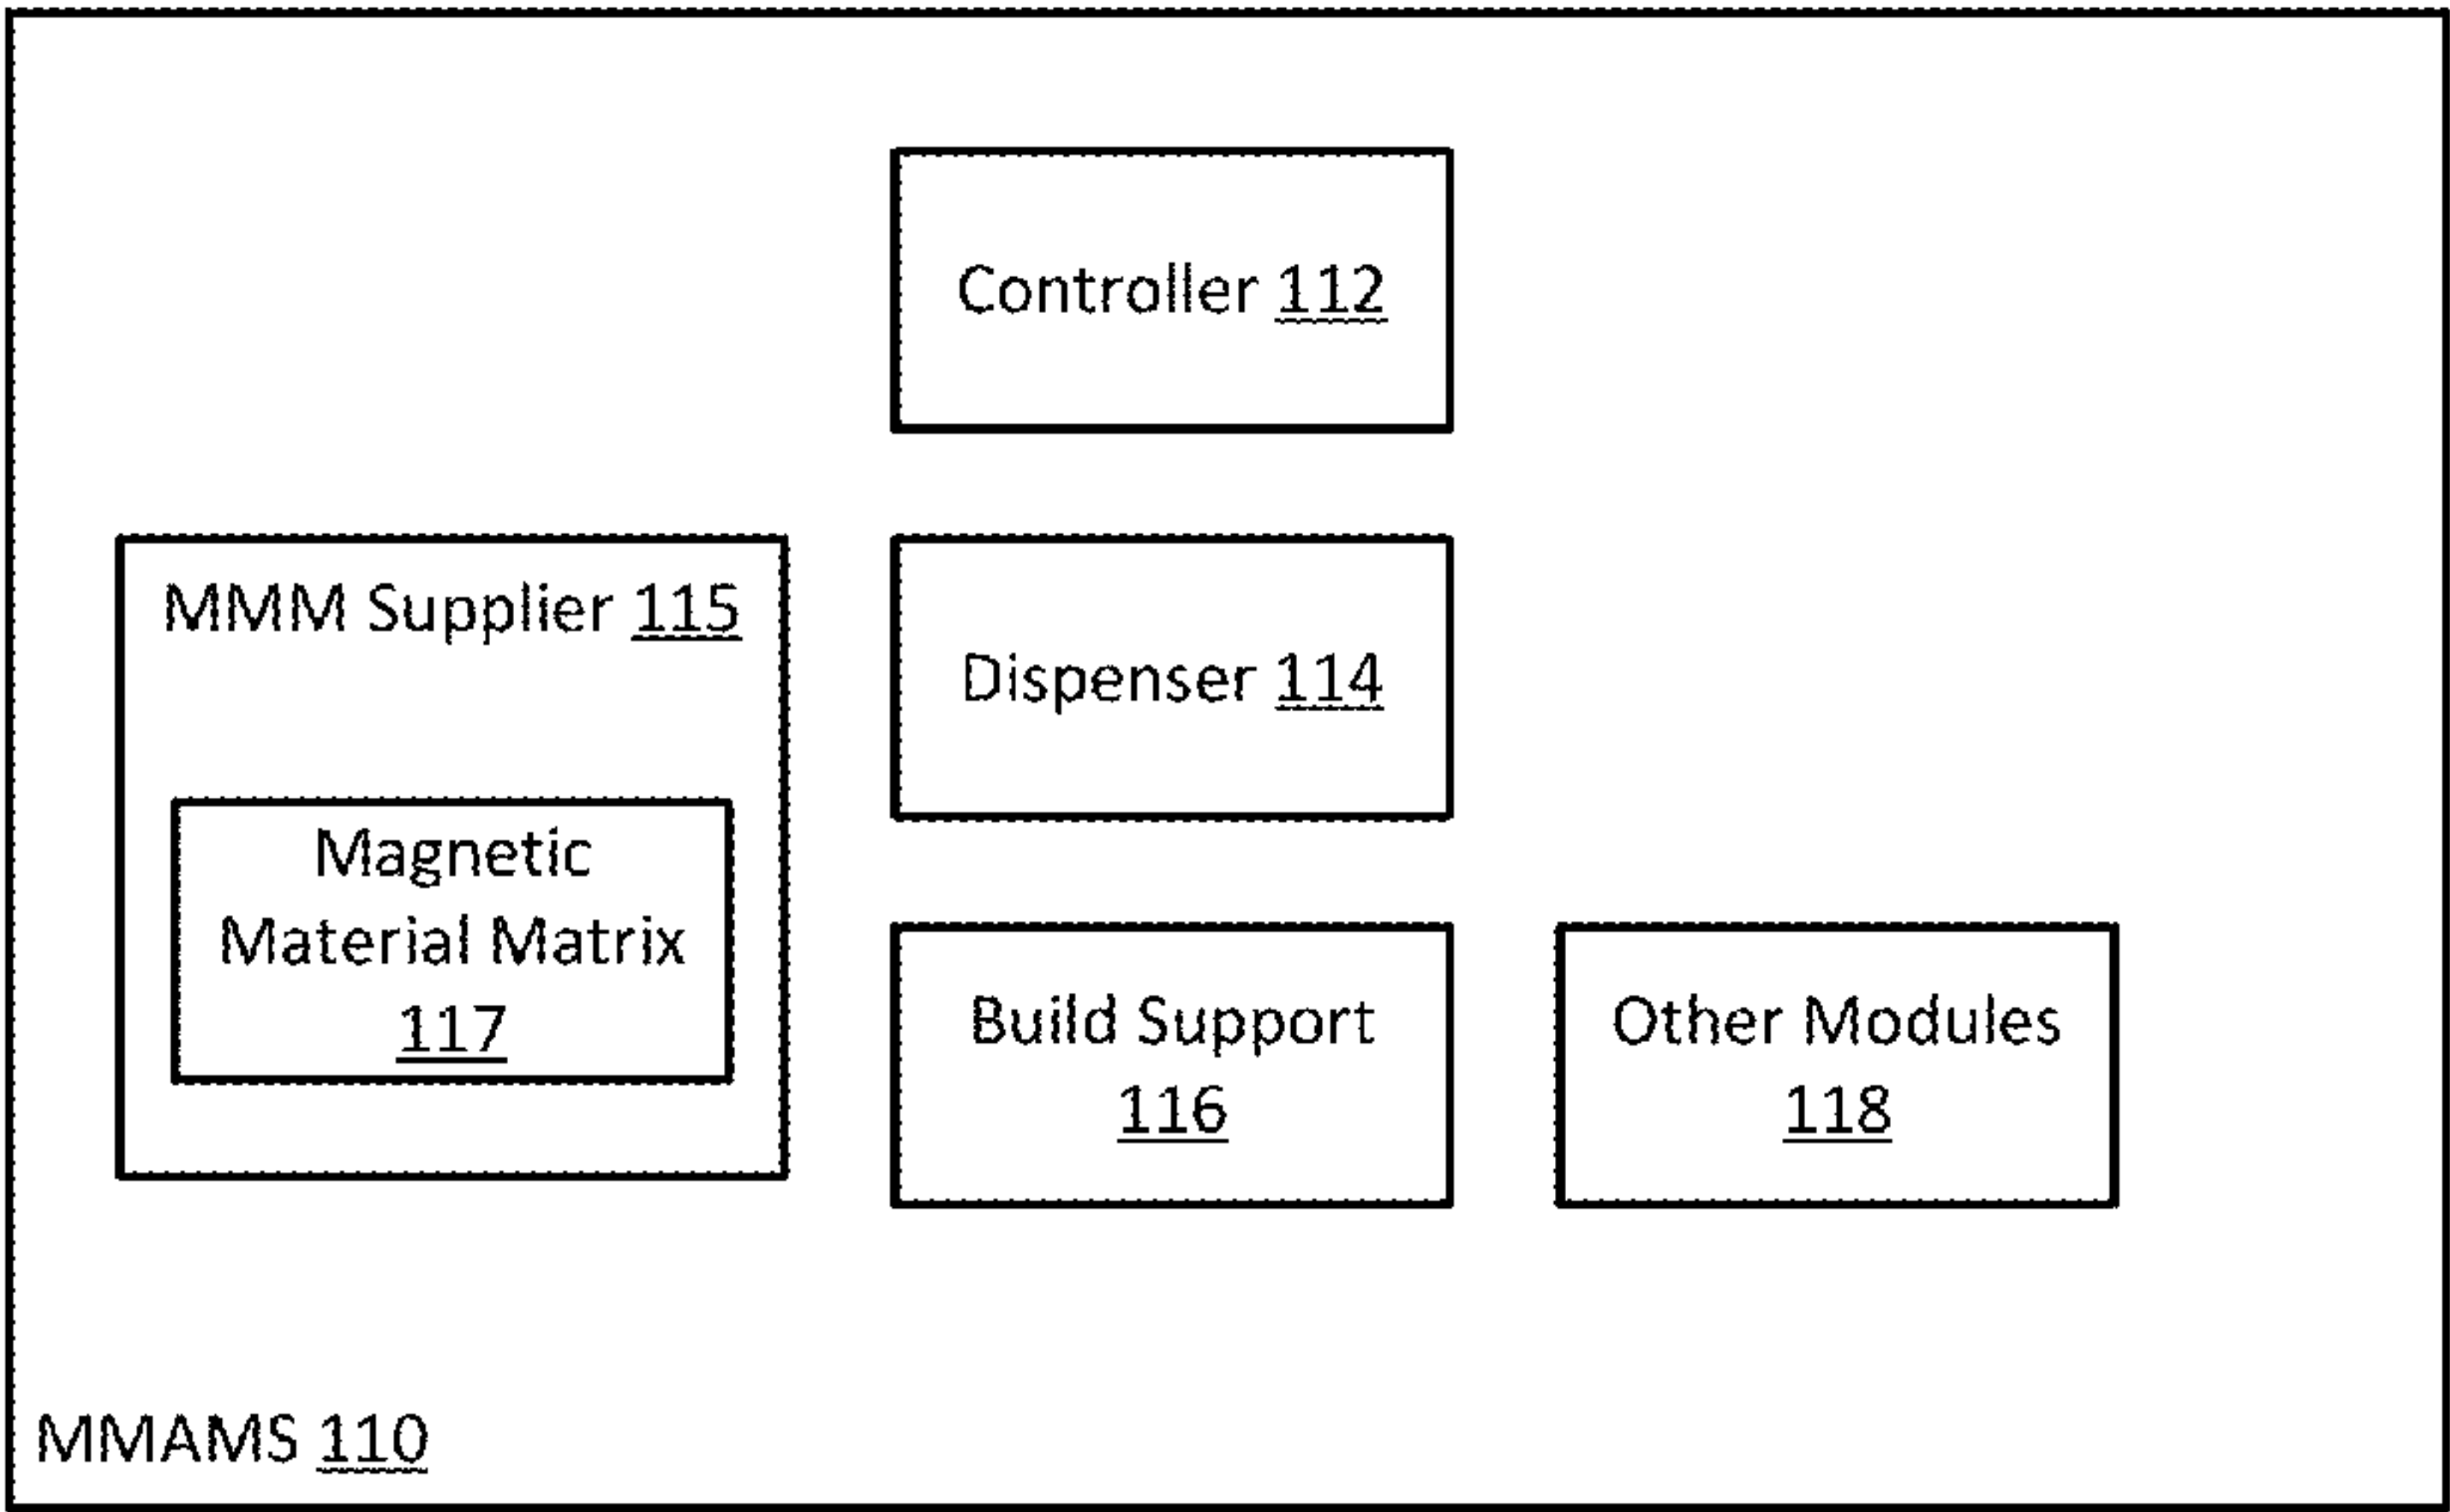 Controller 112
MMM Supplier 115
Dispenser 114
Magnetic
Material Matrix
117
Build Support
116
Other Modules
118
MMAMS 110